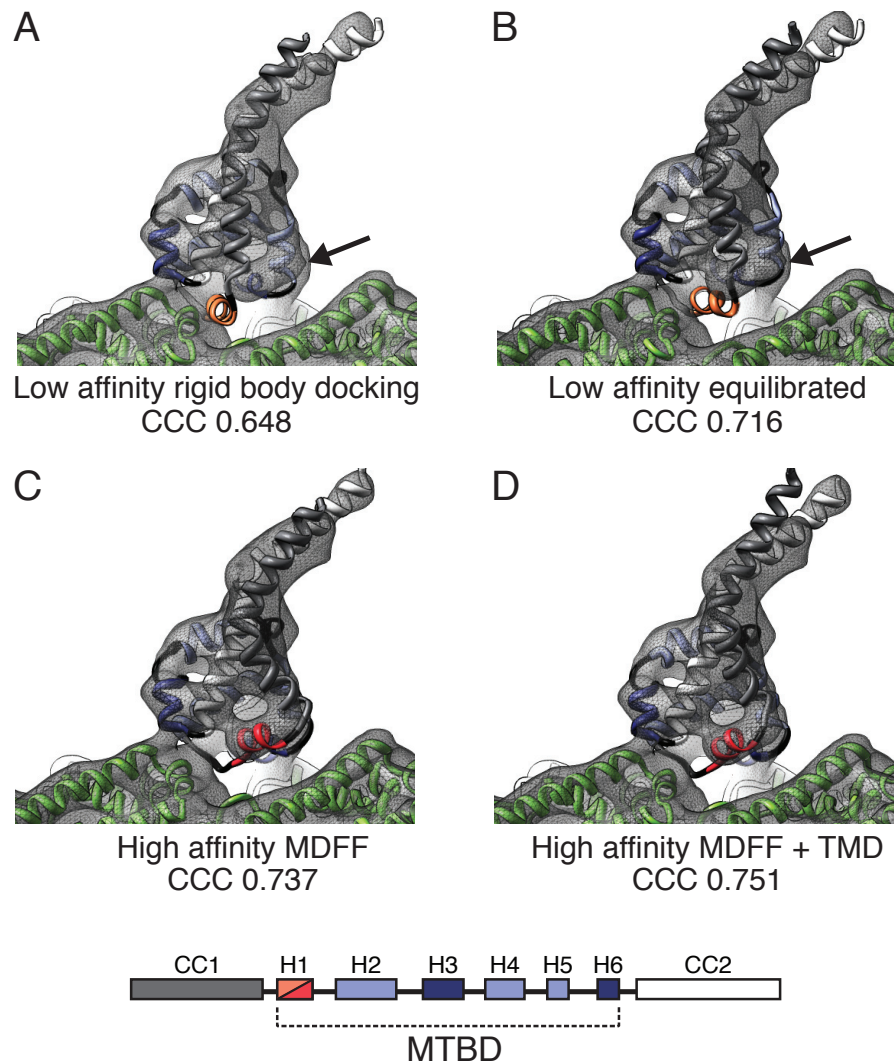 A
B
Low affinity rigid body docking
CCC 0.648
Low affinity equilibrated
CCC 0.716
C
D
High affinity MDFF
CCC 0.737
High affinity MDFF + TMD
CCC 0.751
CC1 H1 H2 H3 H4 H5 H6 CC2
MTBD